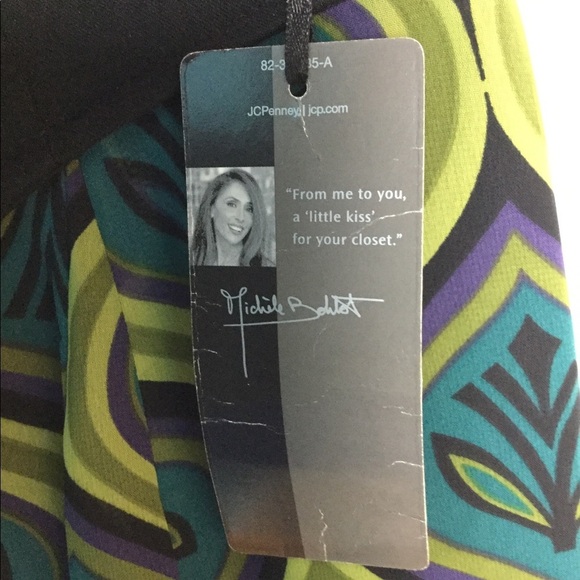 JCPenney | jcp.com
"From me to you,
a 'little kiss'
for your closet."
Michele Bohbot